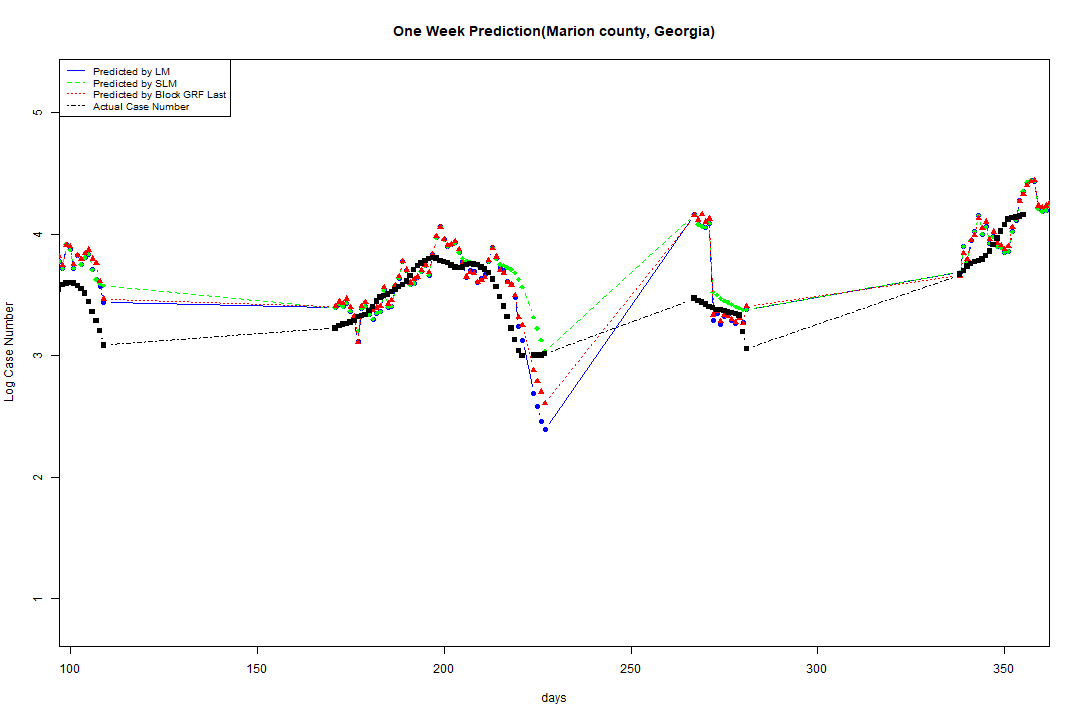 One Week Prediction(Marion county, Georgia)
Predicted by LM
Predicted by SLM
Predicted by Block GRF Last
Actual Case Number
5
4
3
2
1
Log Case Number
100 150 200 250 300 350
days